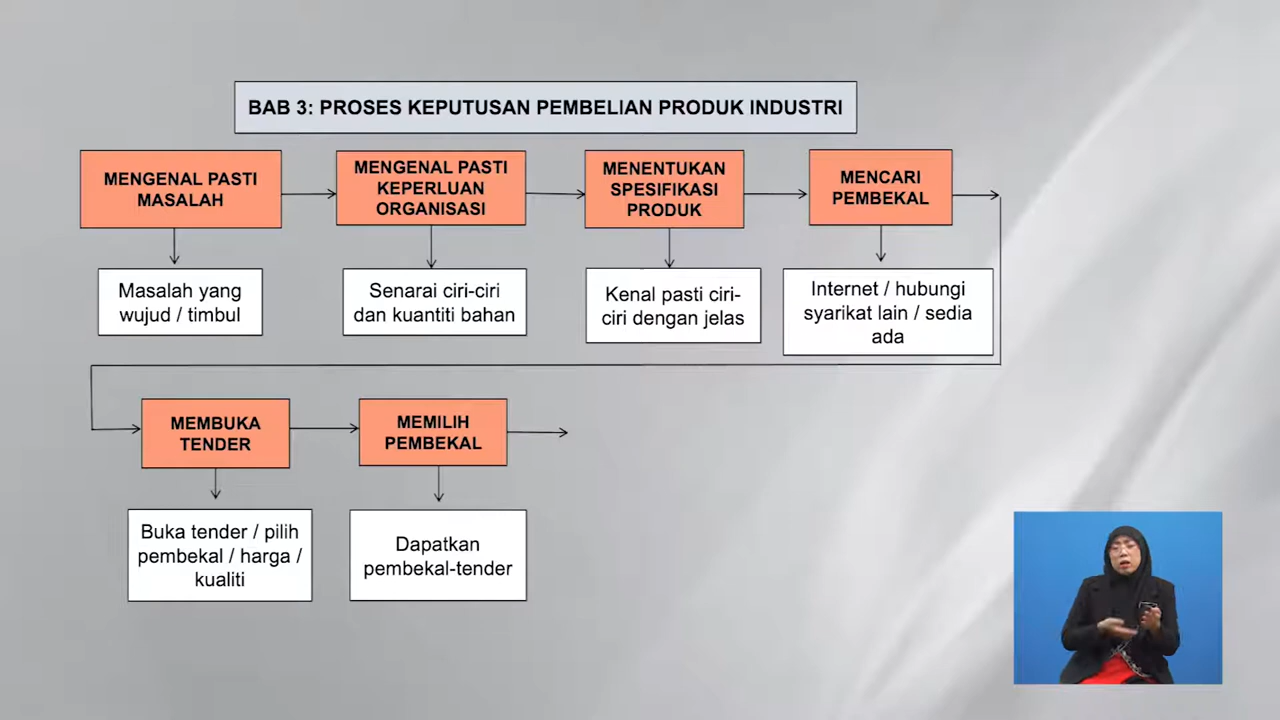 BAB 3: PROSES KEPUTUSAN PEMBELIAN PRODUK INDUSTRI
MENGENAL PASTI
MASALAH
MENGENAL PASTI
KEPERLUAN
ORGANISASI
MENENTUKAN
SPESIFIKASI
PRODUK
MENCARI
PEMBEKAL
Masalah yang
wujud / timbul
Senarai ciri-ciri
dan kuantiti bahan
Kenal pasti ciri-
ciri dengan jelas
Internet / hubungi
syarikat lain / sedia
ada
MEMBUKA
TENDER
MEMILIH
PEMBEKAL
Buka tender / pilih
pembekal / harga /
kualiti
Dapatkan
pembekal-tender